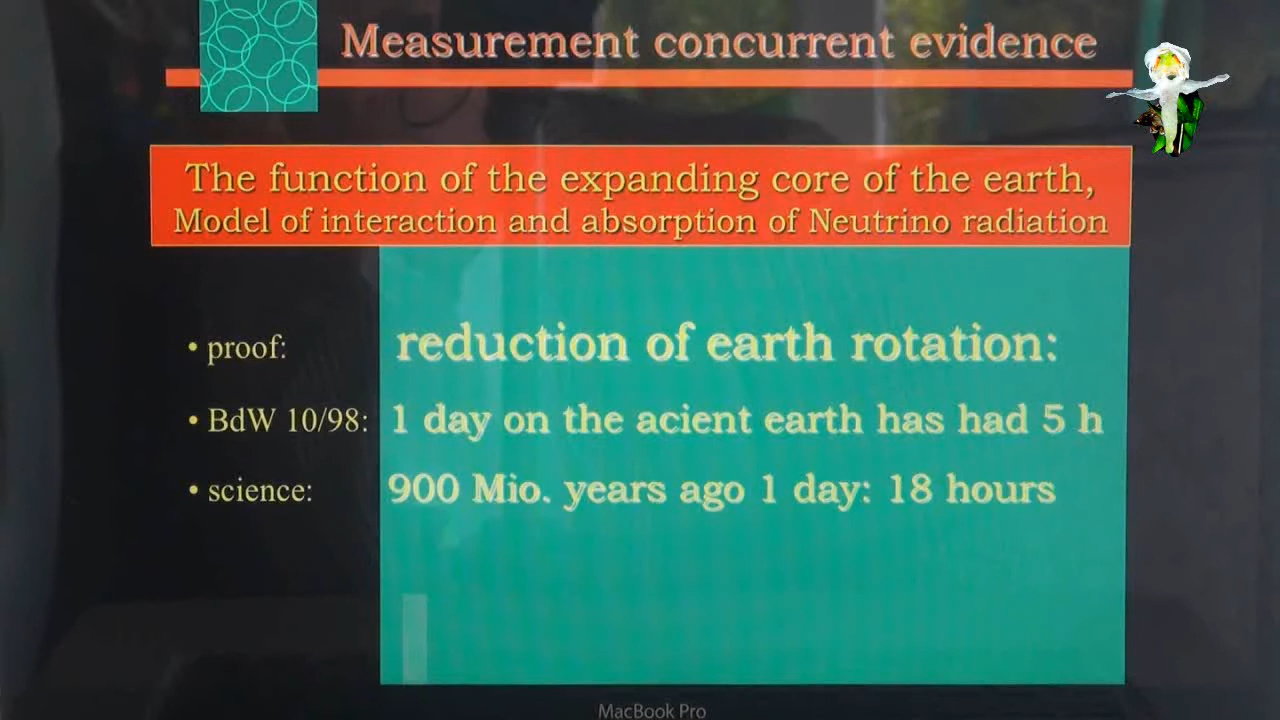 Measurement concurrent evidence
The function of the expanding core of the earth,
Model of interaction and absorption of Neutrino radiation
• proof: reduction of earth rotation:
• BdW 10/98: 1 day on the acient earth has had 5 h
• science: 900 Mio. years ago 1 day: 18 hours
MacBook Pro